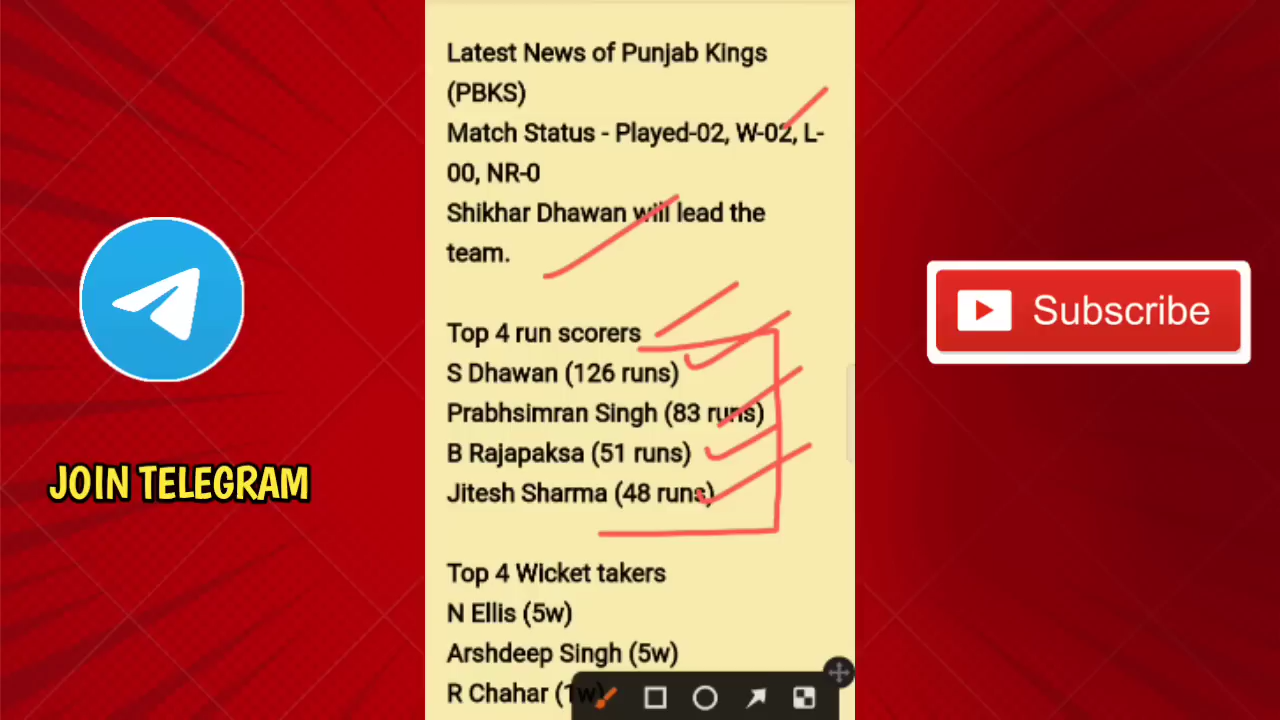 Latest News of Punjab Kings
(PBKS)
Match Status - Played-02, W-02, L-
00, NR-0
Shikhar Dhawan will lead the
team.
Top 4 run scorers
S Dhawan (126 runs)
Prabhsimran Singh (83 runs)
B Rajapaksa (51 runs)
Jitesh Sharma (48 runs)
Top 4 Wicket takers
N Ellis (5w)
Arshdeep Singh (5w)
R Chahar (1w)
JOIN TELEGRAM
Subscribe